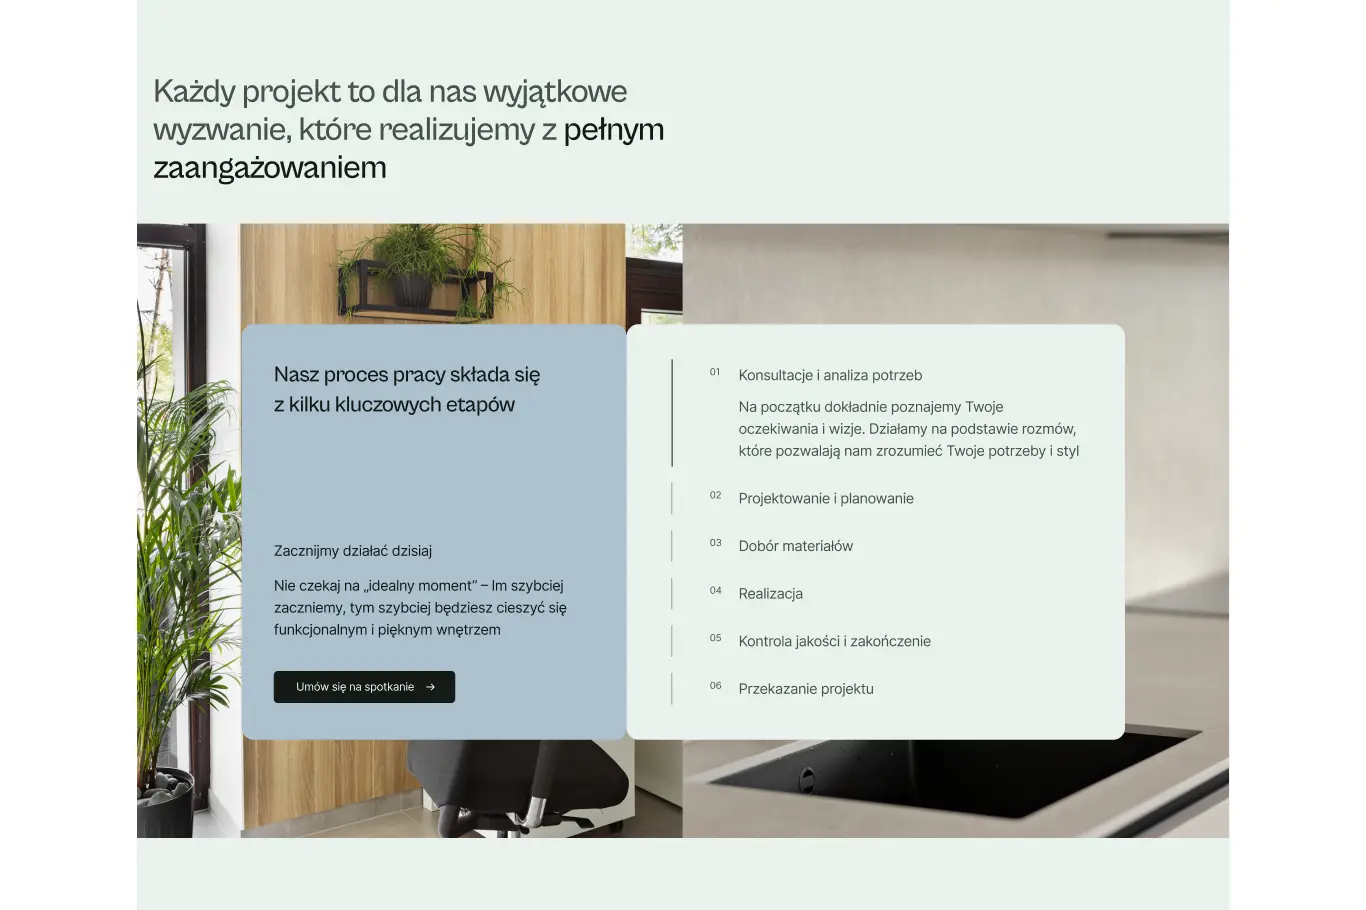 Każdy projekt to dla nas wyjątkowe
wyzwanie, które realizujemy z pełnym
zaangażowaniem
Nasz proces pracy składa się
z kilku kluczowych etapów
Zacznijmy działać dzisiaj
Nie czekaj na „idealny moment” – Im szybciej
zaczniemy, tym szybciej będziesz cieszyć się
funkcjonalnym i pięknym wnętrzem
Umów się na spotkanie →
01 Konsultacje i analiza potrzeb
Na początku dokładnie poznajemy Twoje
oczekiwania i wizje. Działamy na podstawie rozmów,
które pozwalają nam zrozumieć Twoje potrzeby i styl
02 Projektowanie i planowanie
03 Dobór materiałów
04 Realizacja
05 Kontrola jakości i zakończenie
06 Przekazanie projektu